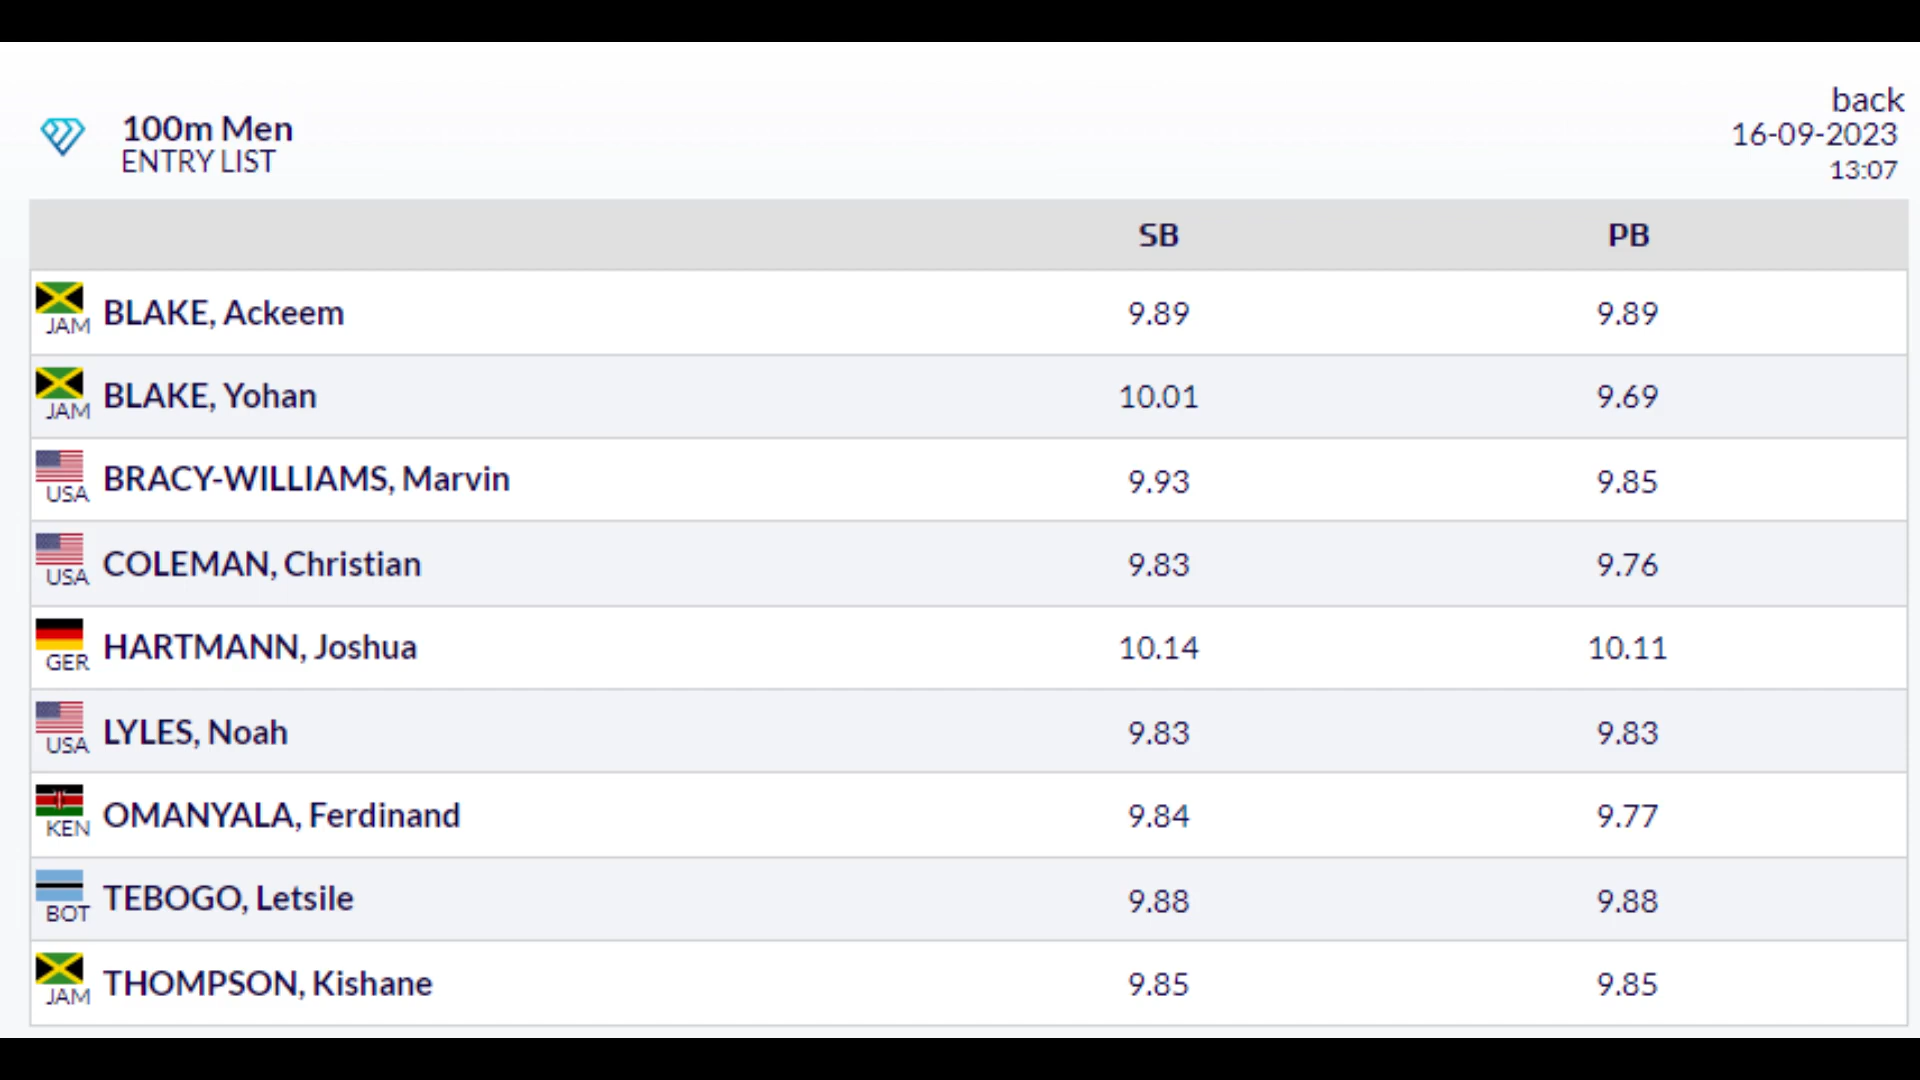 back
100m Men
16-09-2023
ENTRY LIST
13:07
SB PB
JAM BLAKE, Ackeem 9.89 9.89
JAM BLAKE, Yohan 10.01 9.69
USA BRACY-WILLIAMS, Marvin 9.93 9.85
USA COLEMAN, Christian 9.83 9.76
GER HARTMANN, Joshua 10.14 10.11
USA LYLES, Noah 9.83 9.83
KEN OMANYALA, Ferdinand 9.84 9.77
BOT TEBOGO, Letsile 9.88 9.88
JAM THOMPSON, Kishane 9.85 9.85